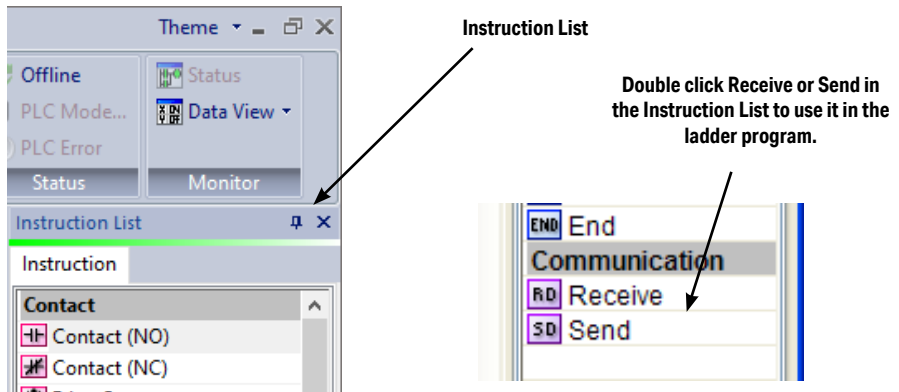 Theme
Instruction List
Offline
Status
PLC Mode...
Data View
PLC Error
Status
Monitor
Instruction List
Instruction
Contact
Contact (NO)
Contact (NC)
Double click Receive or Send in
the Instruction List to use it in the
ladder program.
END End
Communication
RD Receive
SD Send